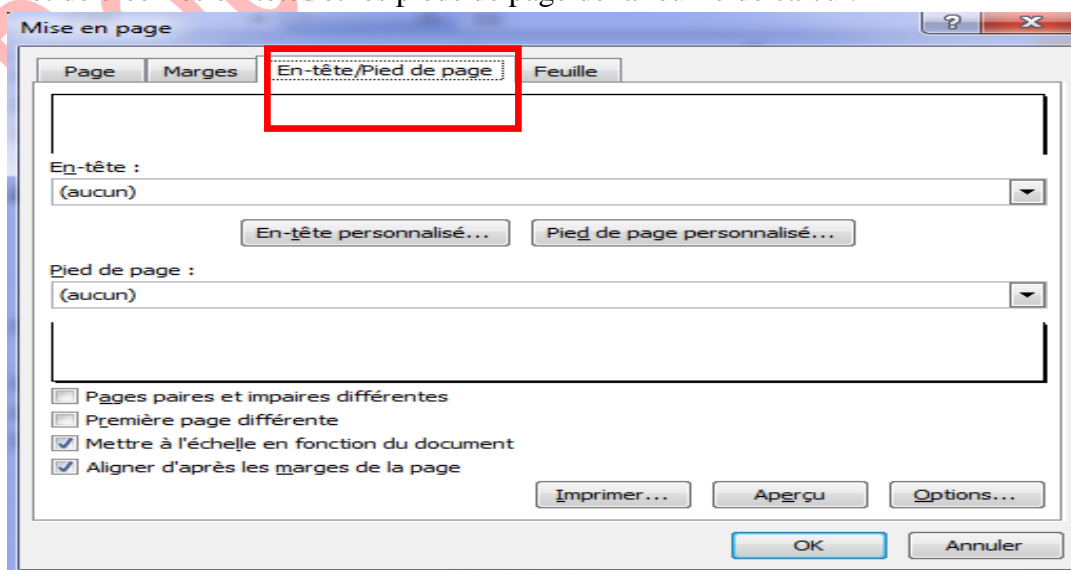 Mise en page
Page Marges En-tête/Pied de page Feuille
En-tête :
(aucun)
En-tête personnalisé... Pied de page personnalisé...
Pied de page :
(aucun)
Pages paires et impaires différentes
Première page différente
Mettre à l'échelle en fonction du document
Aligner d'après les marges de la page
Imprimer... Aperçu Options...
OK Annuler